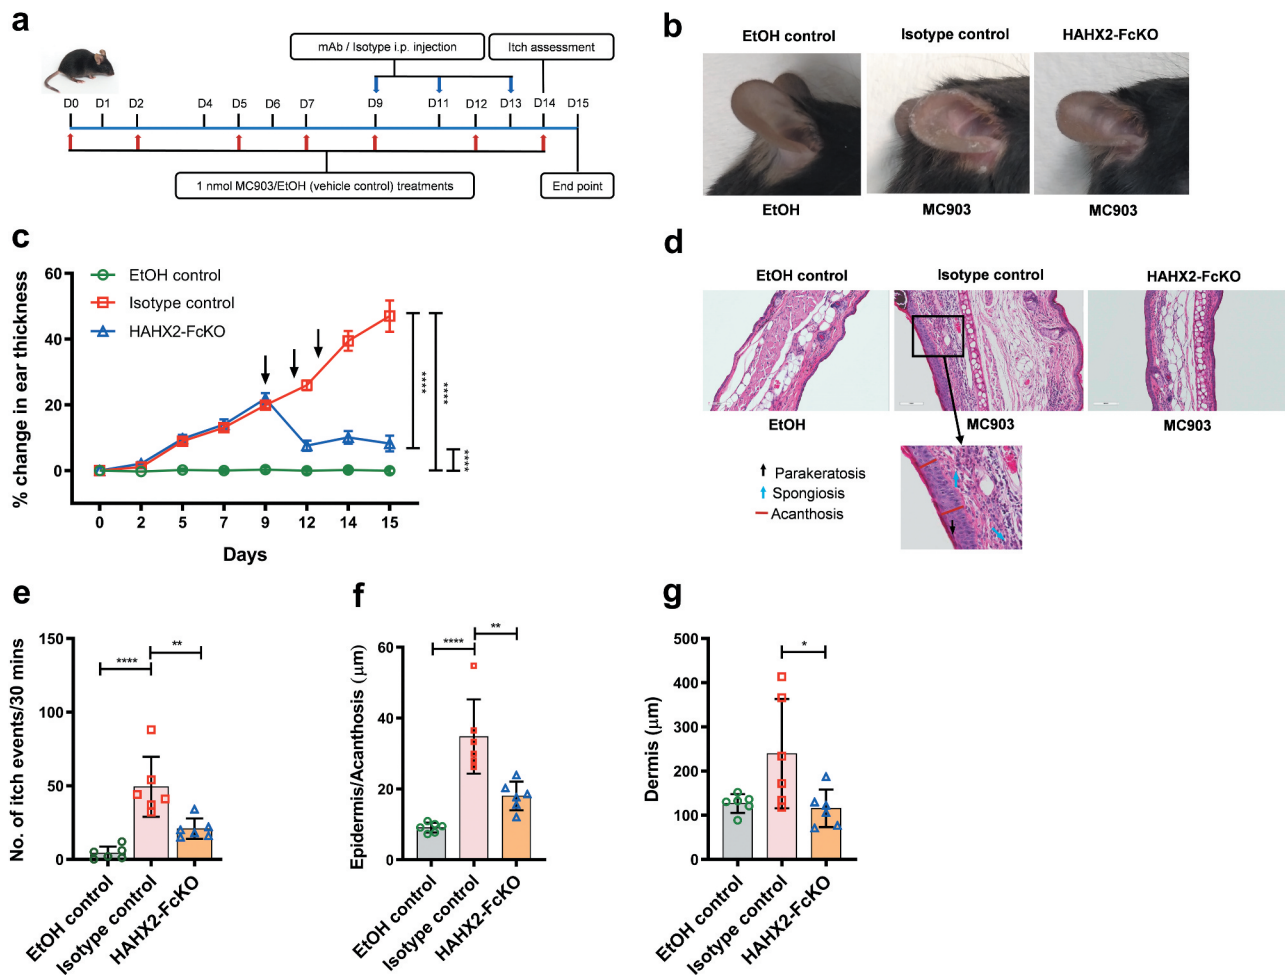 a
mAb / Isotype i.p. injection
Itch assessment
D0 D1 D2 D4 D5 D6 D7 D9 D11 D12 D13 D14 D15
1 nmol MC903/EtOH (vehicle control) treatments
End point
b
EtOH control Isotype control HAHX2-FcKO
EtOH MC903 MC903
c
EtOH control
Isotype control
HAHX2-FcKO
% change in ear thickness
60
40
20
0
****
****
****
0 2 5 7 9 12 14 15
Days
d
EtOH control Isotype control HAHX2-FcKO
EtOH MC903 MC903
Parakeratosis
Spongiosis
Acanthosis
e
No. of itch events/30 mins
150
100
50
0
**** **
EtOH control
Isotype control
HAHX2-FcKO
f
Epidermis/Acanthosis (μm)
60
40
20
0
**** **
EtOH control
Isotype control
HAHX2-FcKO
g
Dermis (μm)
500
400
300
200
100
0
*
EtOH control
Isotype control
HAHX2-FcKO